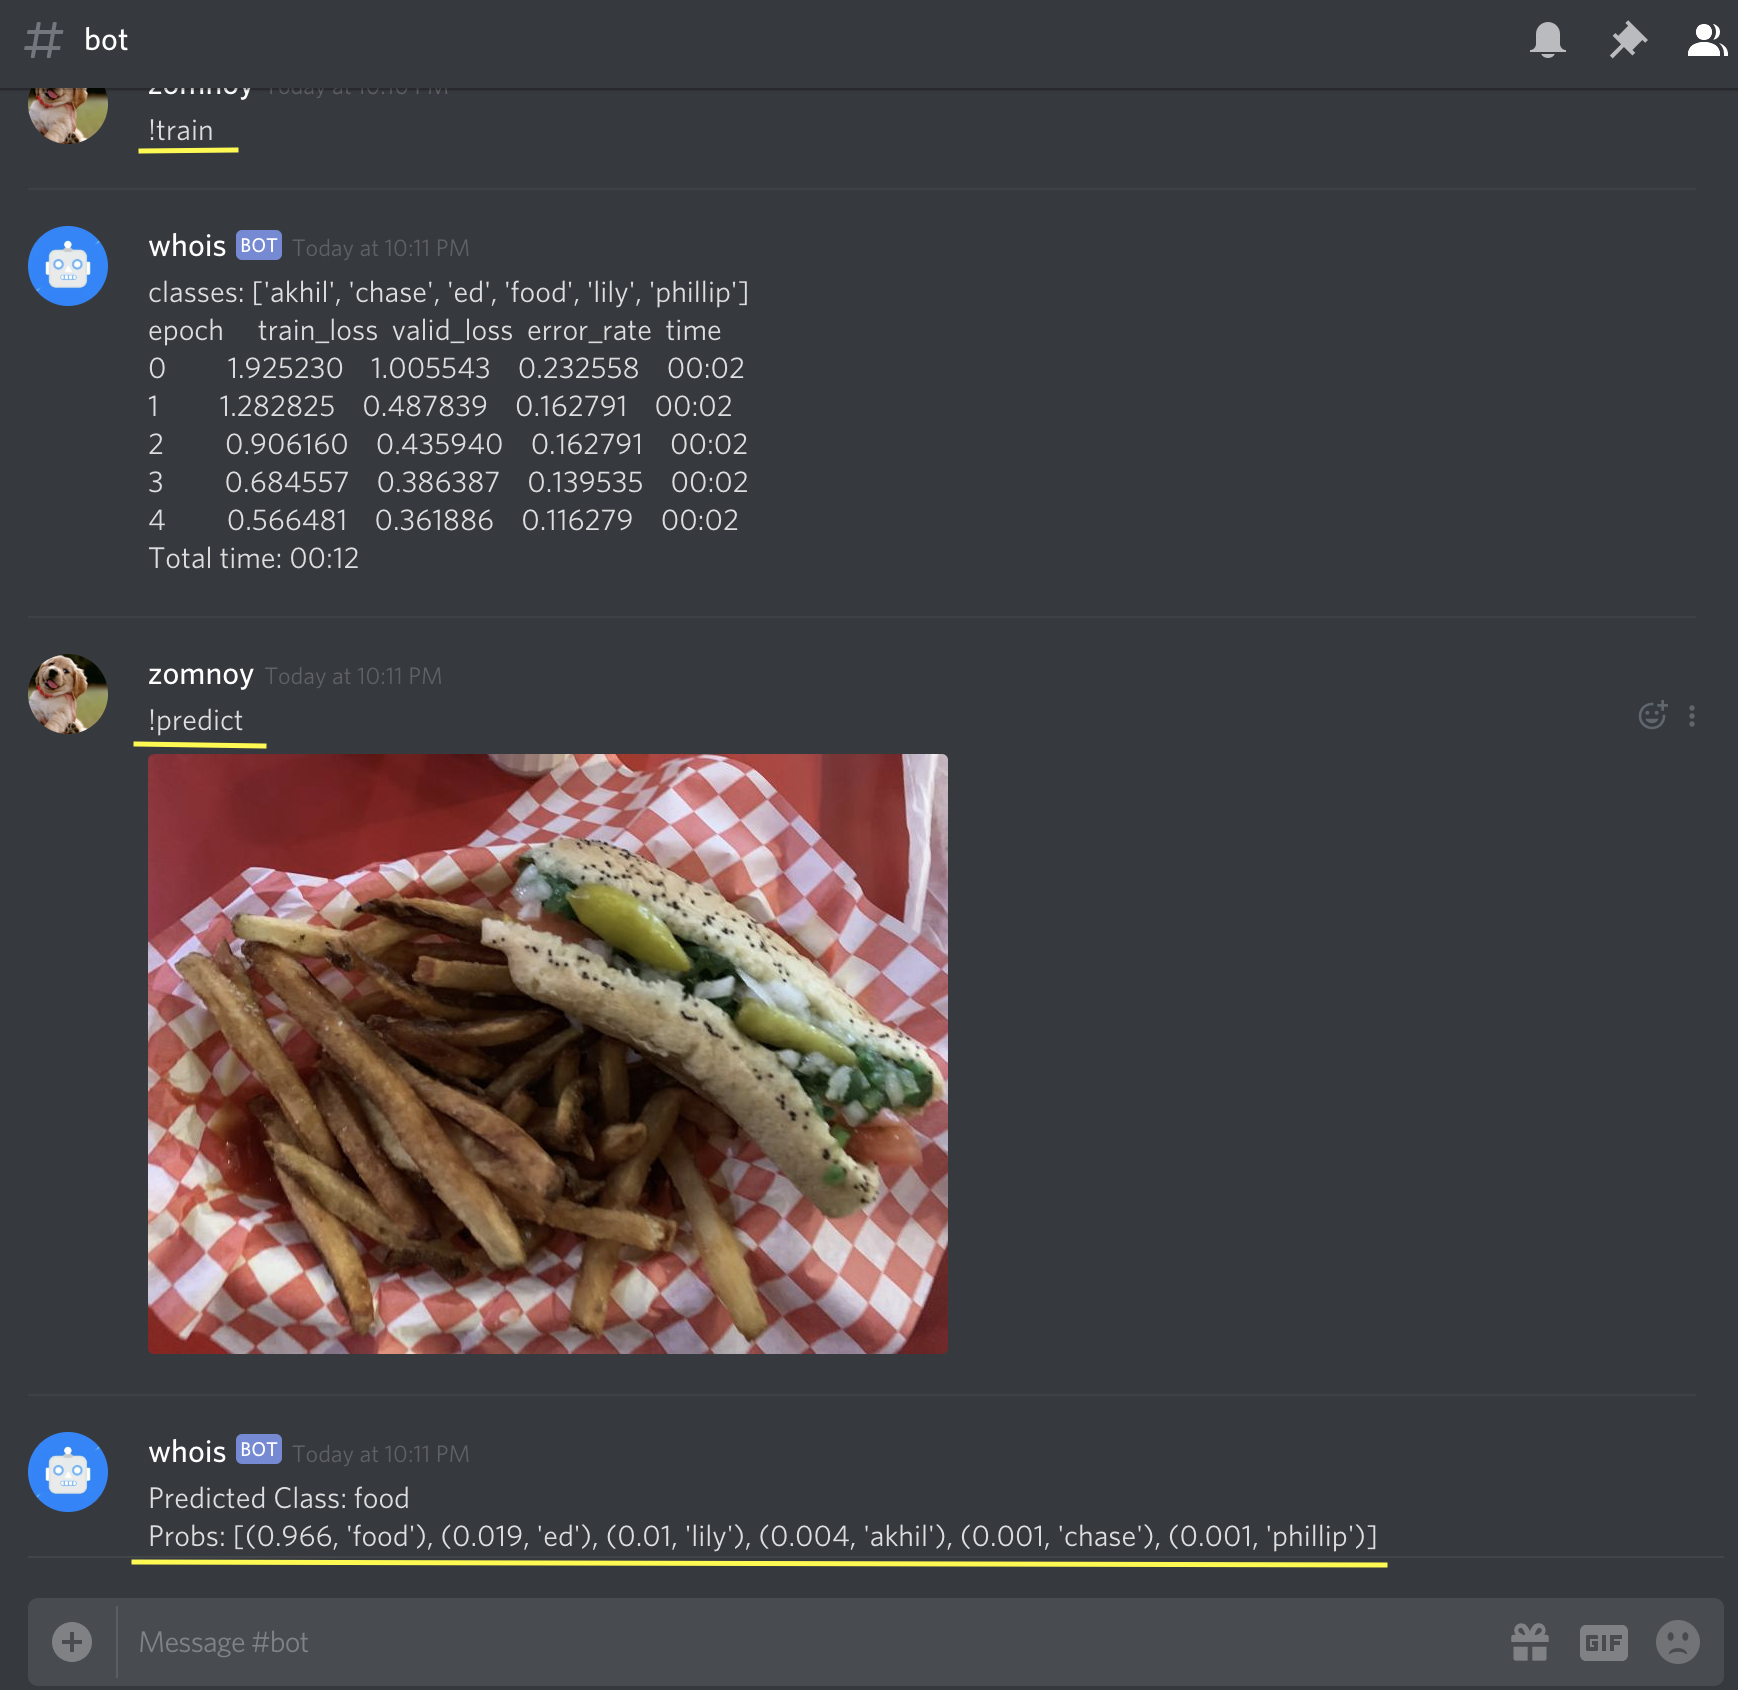 bot
zomnoy Today at 10:10 PM
!train
whois BOT Today at 10:11 PM
classes: ['akhil', 'chase', 'ed', 'food', 'lily', 'phillip']
epoch train_loss valid_loss error_rate time
0 1.925230 1.005543 0.232558 00:02
1 1.282825 0.487839 0.162791 00:02
2 0.906160 0.435940 0.162791 00:02
3 0.684557 0.386387 0.139535 00:02
4 0.566481 0.361886 0.116279 00:02
Total time: 00:12
zomnoy Today at 10:11 PM
!predict
whois BOT Today at 10:11 PM
Predicted Class: food
Probs: [(0.966, 'food'), (0.019, 'ed'), (0.01, 'lily'), (0.004, 'akhil'), (0.001, 'chase'), (0.001, 'phillip')]
Message #bot
GIF